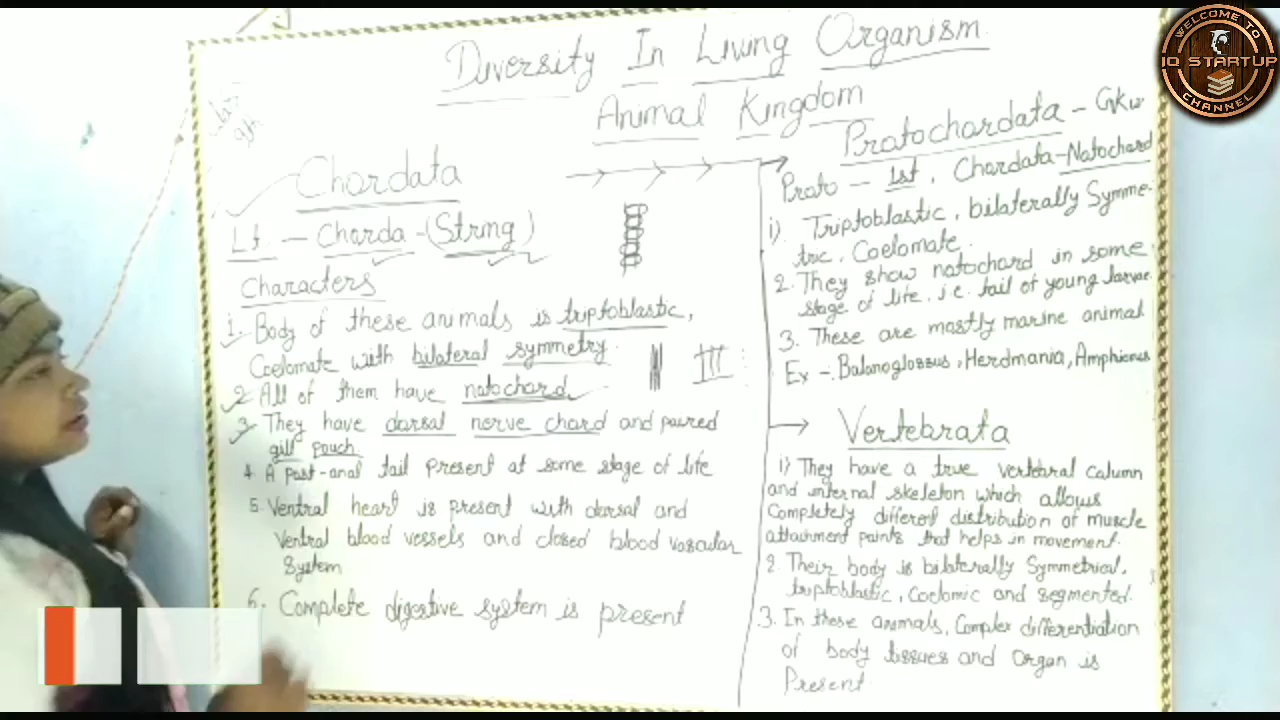 Diversity In Living Organism
Animal Kingdom
Chordata
Lt. — Chorda -(String)
Characters
1. Body of these animals is triptoblastic,
Coelomate with bilateral symmetry.
2. All of them have notochord
3. They have dorsal nerve chord and paired
gill pouch
4. A post-anal tail present at some stage of life
5. Ventral heart is present with dorsal and
Ventral blood vessels and closed blood vascular
System
6. Complete digestive system is present
Protochordata -
Proto — 1st, Chordata-Notochord
i). Triptoblastic, bilaterally Symme-
tric, Coelomate.
2. They show notochord in some
stage of life. i.e. tail of young larvae.
3. These are mostly marine animal
Ex -. Balanoglossus, Herdmania, Amphioxus
Vertebrata
1) They have a true vertebral column
and internal skeleton which allows
Completely different distribution of muscle
attachment points that helps in movement.
2. Their body is bilaterally Symmetrical,
triptoblastic, Coelomic and segmented.
3. In these animals, Complex differentiation
of body tissues and organ is
Present
WELCOME TO
IQ STARTUP
CHANNEL